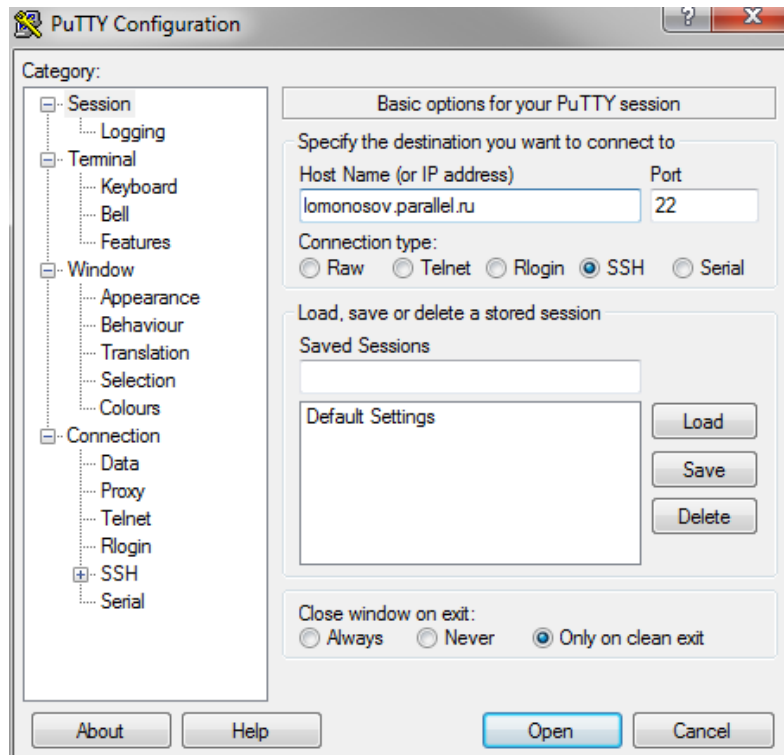 PuTTY Configuration
?
X
Category:
Session
Logging
Terminal
Keyboard
Bell
Features
Window
Appearance
Behaviour
Translation
Selection
Colours
Connection
Data
Proxy
Telnet
Rlogin
SSH
Serial
Basic options for your PuTTY session
Specify the destination you want to connect to
Host Name (or IP address) Port
lomonosov.parallel.ru 22
Connection type:
Raw Telnet Rlogin SSH Serial
Load, save or delete a stored session
Saved Sessions
Default Settings
Load
Save
Delete
Close window on exit:
Always Never Only on clean exit
About Help Open Cancel